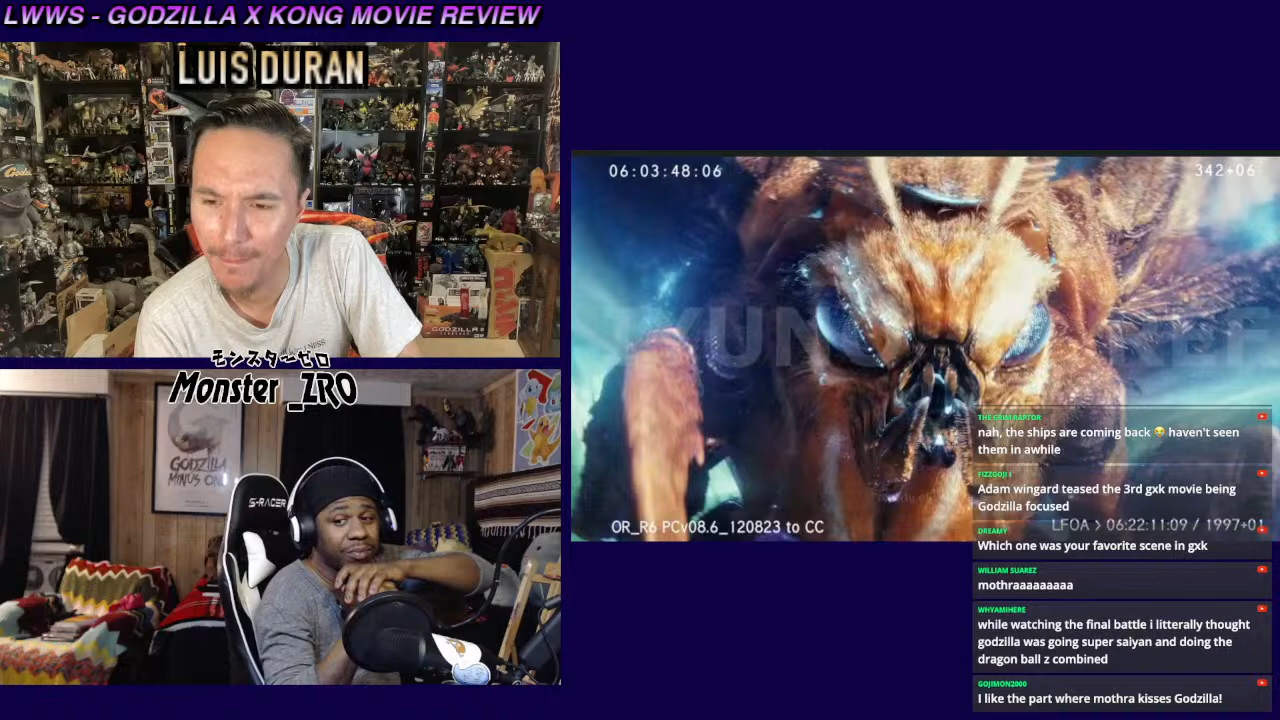 LWWS - GODZILLA X KONG MOVIE REVIEW
LUIS DURAN
モンスターゼロ
Monster_ZRO
GODZILLA
MINUS ONE
S-RACER
06:03:48:06
342+06
OR_R6 PCv08.6_120823 to CC
LFOA > 06:22:11:09 / 1997+01
THE GRIM RAPTOR
nah, the ships are coming back 😂 haven't seen
them in awhile
FIZZGOJI I
Adam wingard teased the 3rd gxk movie being
Godzilla focused
DREAMY
Which one was your favorite scene in gxk
WILLIAM SUAREZ
mothraaaaaaaaa
WHYAMIHERE
while watching the final battle i litterally thought
godzilla was going super saiyan and doing the
dragon ball z combined
GOJIMON2000
I like the part where mothra kisses Godzilla!